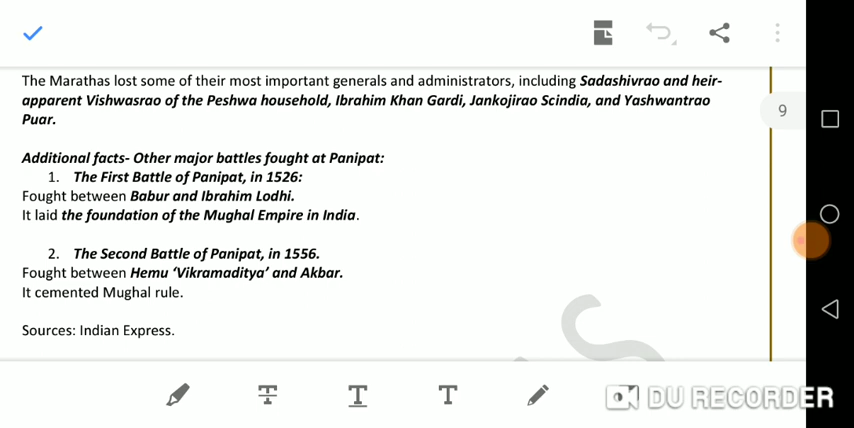 The Marathas lost some of their most important generals and administrators, including Sadashivrao and heir-
apparent Vishwasrao of the Peshwa household, Ibrahim Khan Gardi, Jankojirao Scindia, and Yashwantrao
Puar.
9
Additional facts- Other major battles fought at Panipat:
1. The First Battle of Panipat, in 1526:
Fought between Babur and Ibrahim Lodhi.
It laid the foundation of the Mughal Empire in India.
2. The Second Battle of Panipat, in 1556.
Fought between Hemu ‘Vikramaditya’ and Akbar.
It cemented Mughal rule.
Sources: Indian Express.
S
T
T
T
DU RECORDER